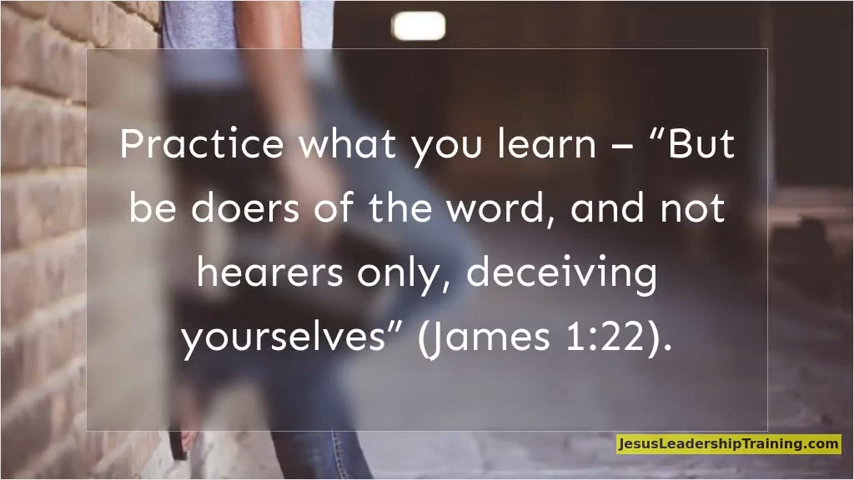 Practice what you learn – “But
be doers of the word, and not
hearers only, deceiving
yourselves” (James 1:22).
JesusLeadershipTraining.com